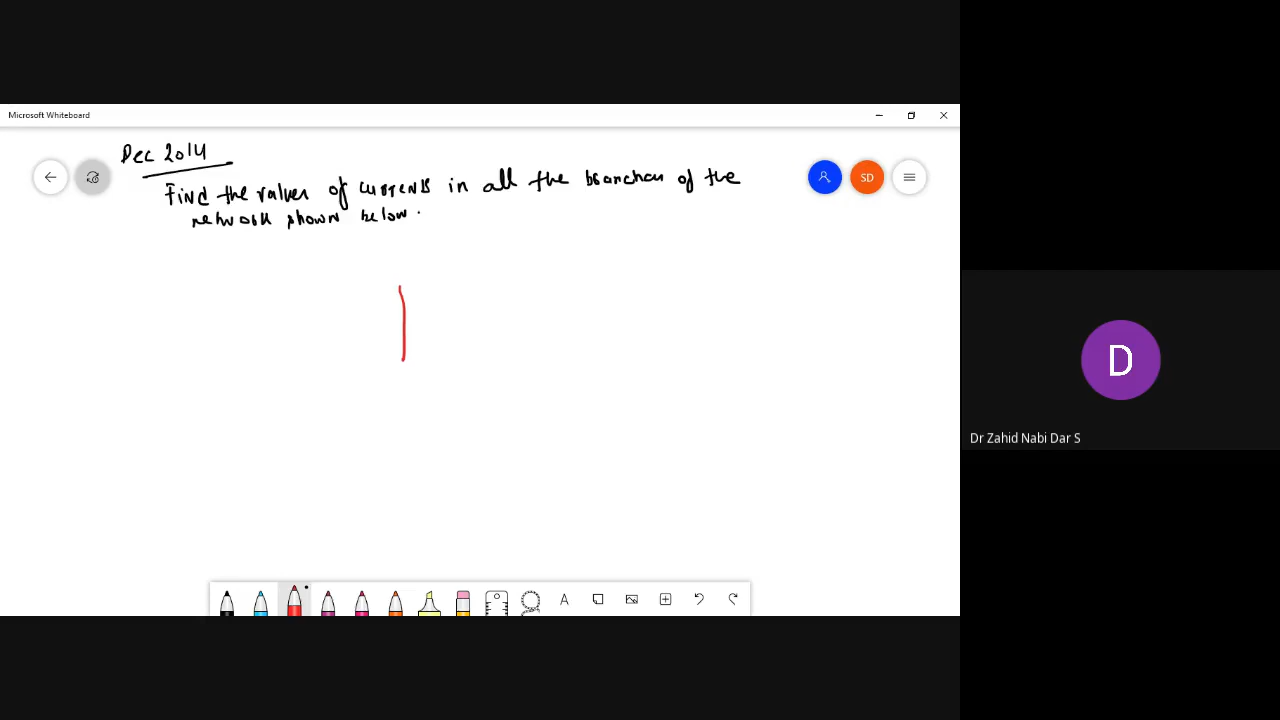 Microsoft Whiteboard
Dec 2014
Find the values of currents in all the branches of the
SD
network shown below.
D
Dr Zahid Nabi Dar S
A